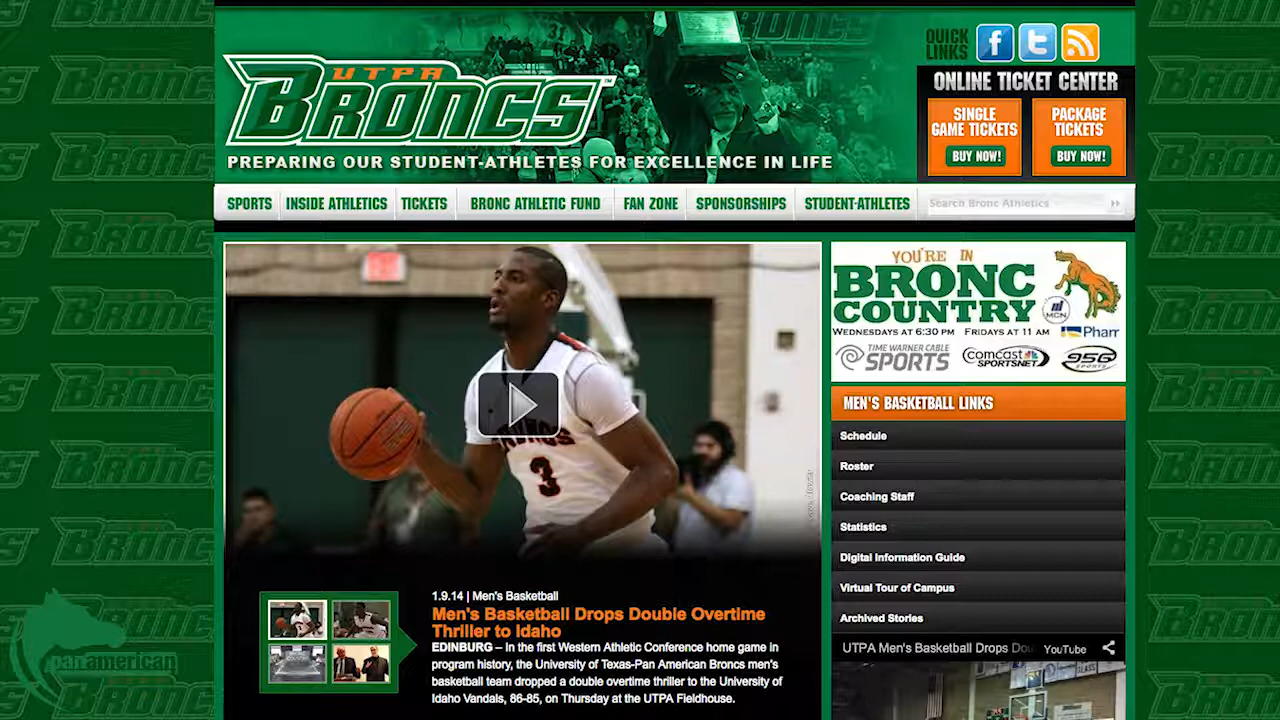 QUICK LINKS
UTPA
BRONCS
PREPARING OUR STUDENT-ATHLETES FOR EXCELLENCE IN LIFE
ONLINE TICKET CENTER
SINGLE
GAME TICKETS
BUY NOW!
PACKAGE
TICKETS
BUY NOW!
SPORTS
INSIDE ATHLETICS
TICKETS
BRONC ATHLETIC FUND
FAN ZONE
SPONSORSHIPS
STUDENT-ATHLETES
Search Bronc Athletics
BRONCS
3
YOU'RE IN
BRONC
COUNTRY
MCN
WEDNESDAYS AT 6:30 PM FRIDAYS AT 11 AM
Pharr
TIME WARNER CABLE
SPORTS
COMCAST
SPORTSNET
956
SPORTS
MEN'S BASKETBALL LINKS
Schedule
Roster
Coaching Staff
Statistics
Digital Information Guide
Virtual Tour of Campus
Archived Stories
UTPA Men's Basketball Drops Dou
YouTube
1.9.14 | Men's Basketball
Men's Basketball Drops Double Overtime
Thriller to Idaho
EDINBURG – In the first Western Athletic Conference home game in
program history, the University of Texas-Pan American Broncs men's
basketball team dropped a double overtime thriller to the University of
Idaho Vandals, 86-85, on Thursday at the UTPA Fieldhouse.
panamerican